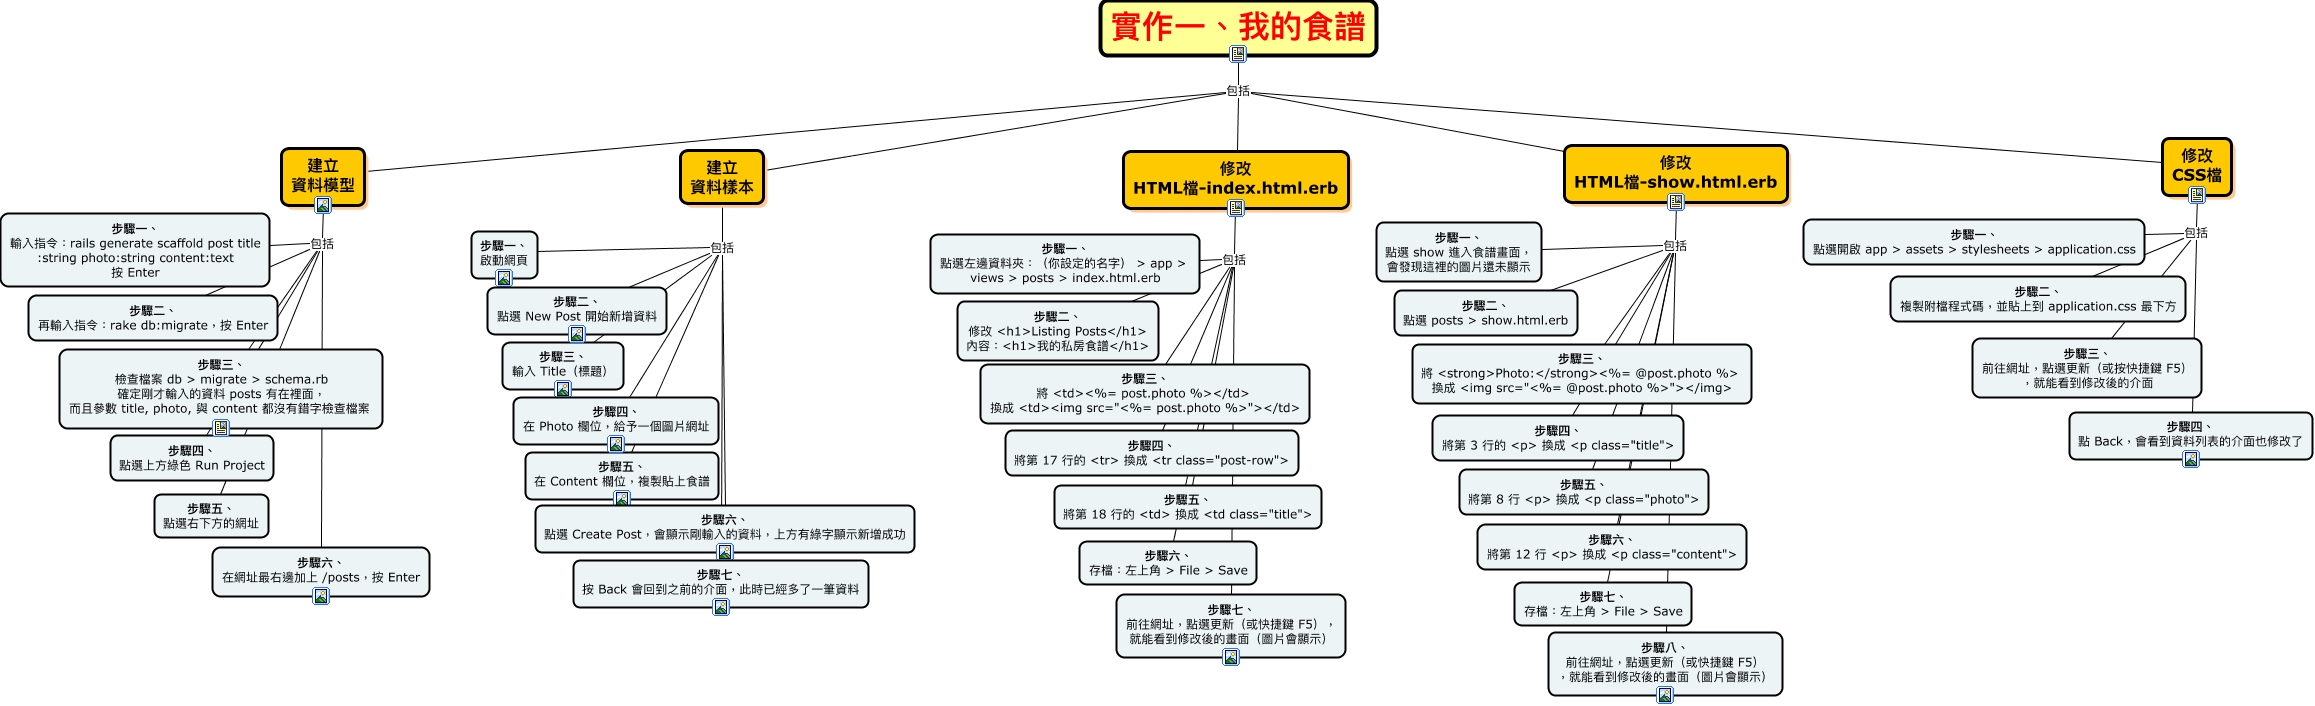 實作一、我的食譜
包括
建立
資料模型
包括
步驟一、
輸入指令：rails generate scaffold post title
:string photo:string content:text
按 Enter
步驟二、
再輸入指令：rake db:migrate，按 Enter
步驟三、
檢查檔案 db > migrate > schema.rb
確定剛才輸入的資料 posts 有在裡面，
而且參數 title, photo, 與 content 都沒有錯字檢查檔案
步驟四、
點選上方綠色 Run Project
步驟五、
點選右下方的網址
步驟六、
在網址最右邊加上 /posts，按 Enter
建立
資料樣本
包括
步驟一、
啟動網頁
步驟二、
點選 New Post 開始新增資料
步驟三、
輸入 Title（標題）
步驟四、
在 Photo 欄位，給予一個圖片網址
步驟五、
在 Content 欄位，複製貼上食譜
步驟六、
點選 Create Post，會顯示剛輸入的資料，上方有綠字顯示新增成功
步驟七、
按 Back 會回到之前的介面，此時已經多了一筆資料
修改
HTML檔-index.html.erb
包括
步驟一、
點選左邊資料夾：（你設定的名字） > app >
views > posts > index.html.erb
步驟二、
修改 <h1>Listing Posts</h1>
內容：<h1>我的私房食譜</h1>
步驟三、
將 <td><%= post.photo %></td>
換成 <td><img src="<%= post.photo %>"></td>
步驟四、
將第 17 行的 <tr> 換成 <tr class="post-row">
步驟五、
將第 18 行的 <td> 換成 <td class="title">
步驟六、
存檔：左上角 > File > Save
步驟七、
前往網址，點選更新（或快捷鍵 F5），
就能看到修改後的畫面（圖片會顯示）
修改
HTML檔-show.html.erb
包括
步驟一、
點選 show 進入食譜畫面，
會發現這裡的圖片還未顯示
步驟二、
點選 posts > show.html.erb
步驟三、
將 <strong>Photo:</strong><%= @post.photo %>
換成 <img src="<%= @post.photo %>"></img>
步驟四、
將第 3 行的 <p> 換成 <p class="title">
步驟五、
將第 8 行 <p> 換成 <p class="photo">
步驟六、
將第 12 行 <p> 換成 <p class="content">
步驟七、
存檔：左上角 > File > Save
步驟八、
前往網址，點選更新（或快捷鍵 F5）
，就能看到修改後的畫面（圖片會顯示）
修改
CSS檔
包括
步驟一、
點選開啟 app > assets > stylesheets > application.css
步驟二、
複製附檔程式碼，並貼上到 application.css 最下方
步驟三、
前往網址，點選更新（或按快捷鍵 F5）
，就能看到修改後的介面
步驟四、
點 Back，會看到資料列表的介面也修改了